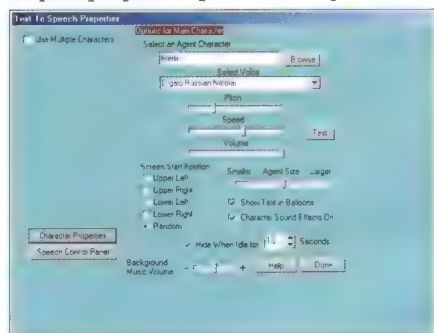 Text To Speech Properties
Use Multiple Characters
Options for Main Character
Select an Agent Character
Merlin
Browse
Select Voice
Digalo Russian Nicolai
Pitch
Speed
Test
Volume
Screen Start Position
Upper Left
Upper Right
Lower Left
Lower Right
Random
Smaller Agent Size Larger
Show Text in Balloons
Character Sound Effects On
Hide When Idle for
Seconds
Character Properties
Speech Control Panel
Background
Music Volume
- +
Help
Done